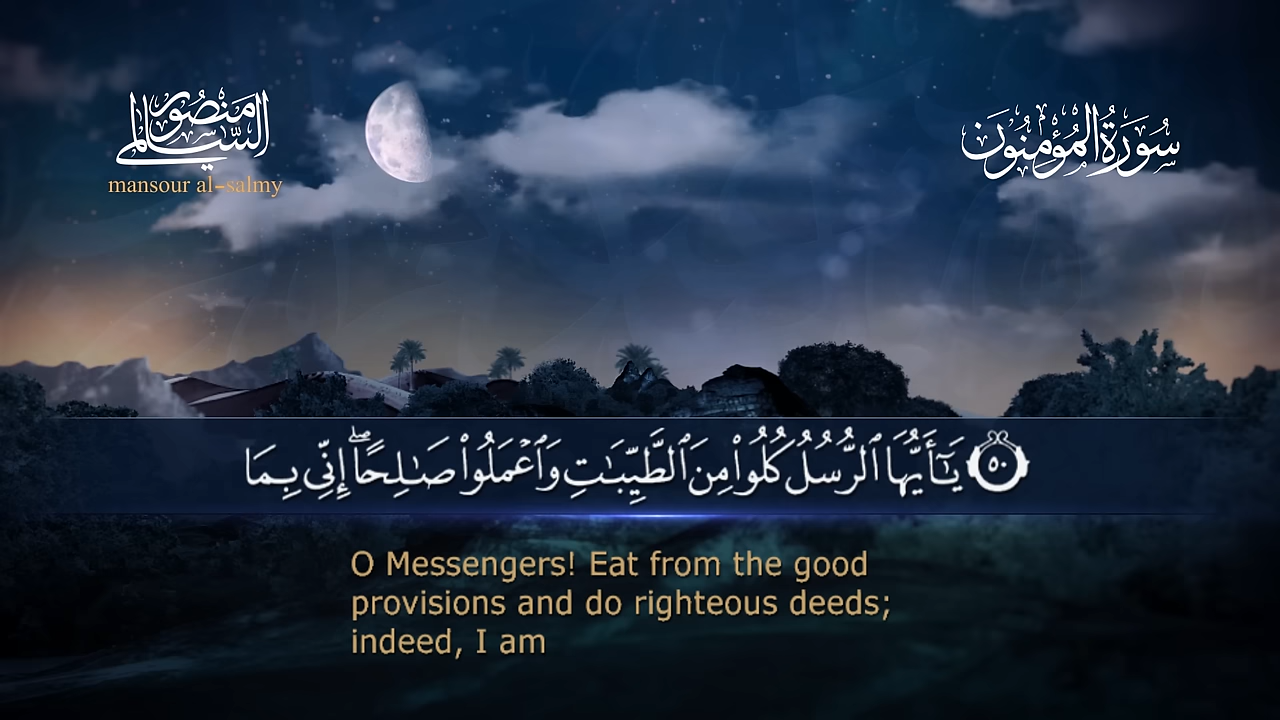 منصور
السالمي
mansour al-salmy
سُورَةُ المُؤْمِنُون
۝٥٠ يَـٰٓأَيُّهَا ٱلرُّسُلُ كُلُوا۟ مِنَ ٱلطَّيِّبَـٰتِ وَٱعْمَلُوا۟ صَـٰلِحًاۖ إِنِّى بِمَا
O Messengers! Eat from the good
provisions and do righteous deeds;
indeed, I am